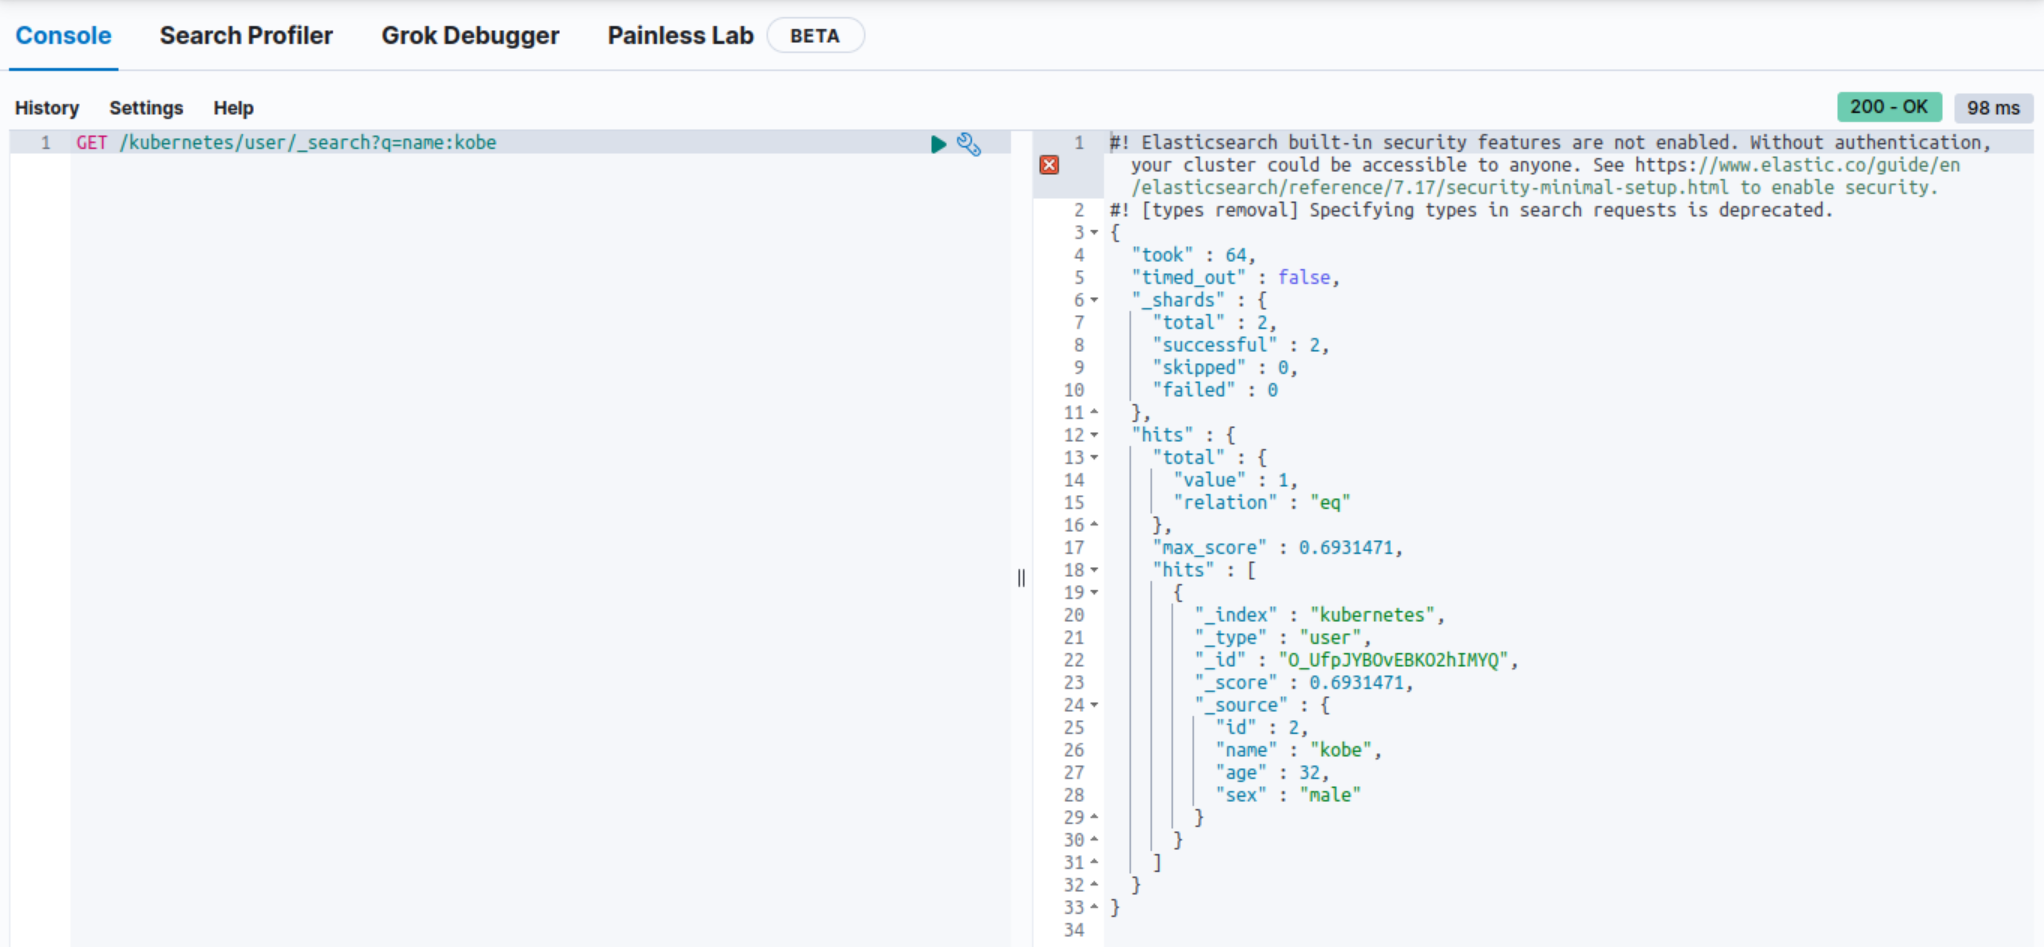 Console Search Profiler Grok Debugger Painless Lab BETA
History Settings Help
200 - OK 98 ms
1 GET /kubernetes/user/_search?q=name:kobe
1 #! Elasticsearch built-in security features are not enabled. Without authentication,
your cluster could be accessible to anyone. See https://www.elastic.co/guide/en
/elasticsearch/reference/7.17/security-minimal-setup.html to enable security.
2 #! [types removal] Specifying types in search requests is deprecated.
3 {
4 "took" : 64,
5 "timed_out" : false,
6 "_shards" : {
7 "total" : 2,
8 "successful" : 2,
9 "skipped" : 0,
10 "failed" : 0
11 },
12 "hits" : {
13 "total" : {
14 "value" : 1,
15 "relation" : "eq"
16 },
17 "max_score" : 0.6931471,
18 "hits" : [
19 {
20 "_index" : "kubernetes",
21 "_type" : "user",
22 "_id" : "O_UfpJYBOvEBKO2hIMYQ",
23 "_score" : 0.6931471,
24 "_source" : {
25 "id" : 2,
26 "name" : "kobe",
27 "age" : 32,
28 "sex" : "male"
29 }
30 }
31 ]
32 }
33 }
34